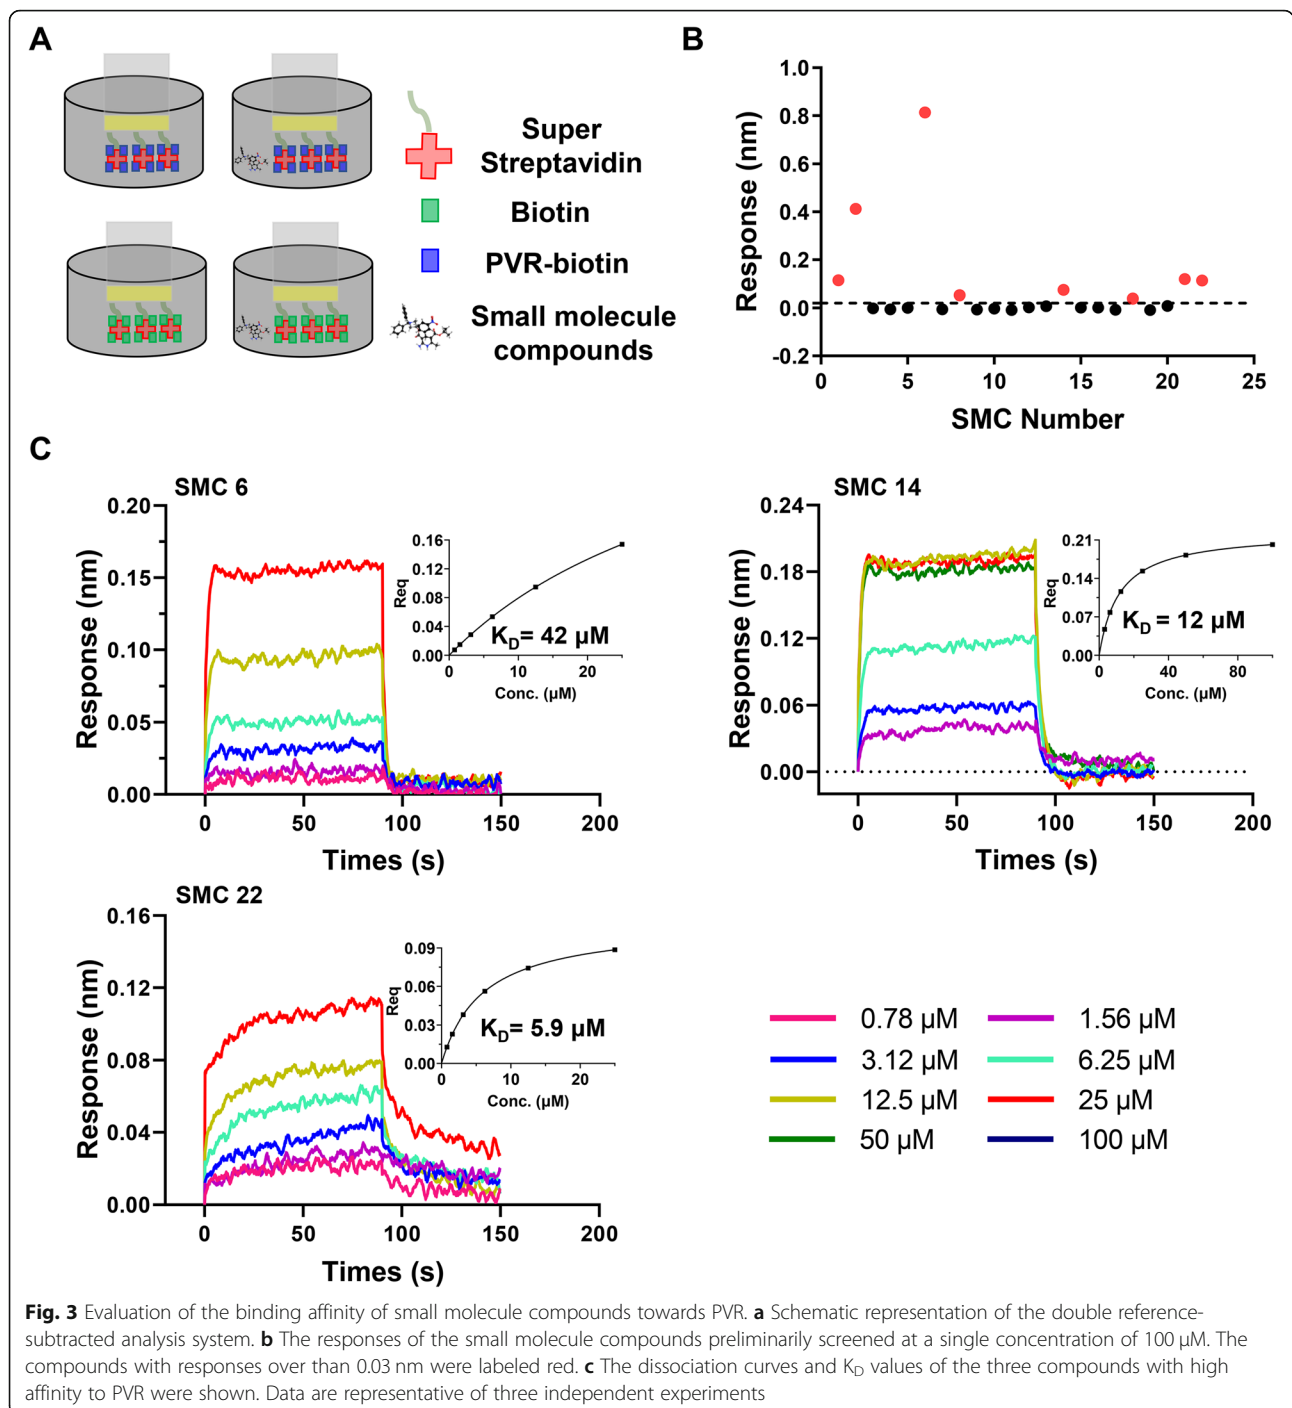 A
Super
Streptavidin
Biotin
PVR-biotin
Small molecule
compounds
B
Response (nm)
1.0
0.8
0.6
0.4
0.2
0.0
-0.2
0
5
10
15
20
25
SMC Number
C
SMC 6
Response (nm)
0.20
0.15
0.10
0.05
0.00
0
50
100
150
200
Times (s)
Req
0.16
0.12
0.08
0.04
0.00
0
10
20
Conc. (μM)
KD= 42 μM
SMC 14
Response (nm)
0.24
0.18
0.12
0.06
0.00
0
50
100
150
200
Times (s)
Req
0.21
0.14
0.07
0.00
0
40
80
Conc. (μM)
KD = 12 μM
SMC 22
Response (nm)
0.16
0.12
0.08
0.04
0.00
0
50
100
150
200
Times (s)
Req
0.09
0.06
0.03
0.00
0
10
20
Conc. (μM)
KD= 5.9 μM
0.78 μM
1.56 μM
3.12 μM
6.25 μM
12.5 μM
25 μM
50 μM
100 μM
Fig. 3 Evaluation of the binding affinity of small molecule compounds towards PVR. a Schematic representation of the double reference-
subtracted analysis system. b The responses of the small molecule compounds preliminarily screened at a single concentration of 100 μM. The
compounds with responses over than 0.03 nm were labeled red. c The dissociation curves and KD values of the three compounds with high
affinity to PVR were shown. Data are representative of three independent experiments